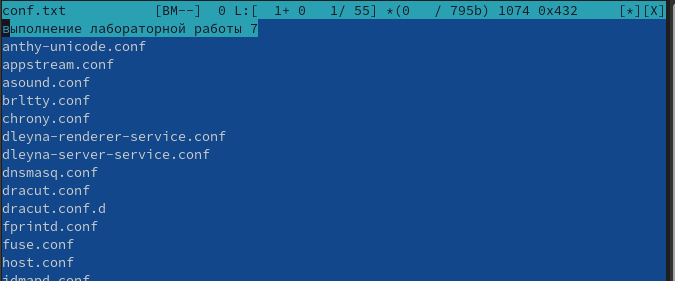 conf.txt [BM--] 0 L:[ 1+ 0 1/ 55] *(0 / 795b) 1074 0x432 [*][X]
выполнение лабораторной работы 7
anthy-unicode.conf
appstream.conf
asound.conf
brltty.conf
chrony.conf
dleyna-renderer-service.conf
dleyna-server-service.conf
dnsmasq.conf
dracut.conf
dracut.conf.d
fprintd.conf
fuse.conf
host.conf
idmapd.conf